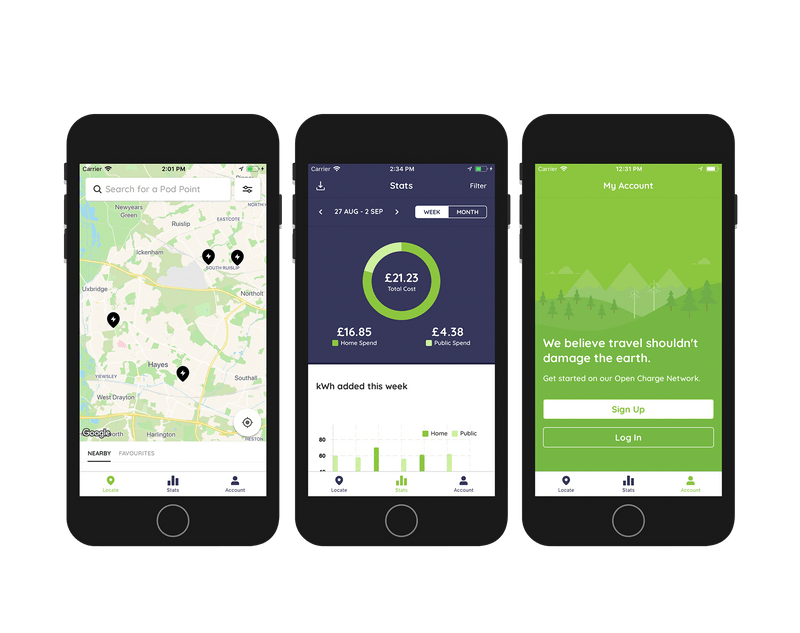 Carrier
2:01 PM
Search for a Pod Point
Newyears
Green
EASTCOTE
Ruislip
Ickenham
SOUTH RUISLIP
Uxbridge
Northolt
Hayes
YIEWSLEY
Southall
West Drayton
Google
Harlington
HESTON
NEARBY
FAVOURITES
Locate
Stats
Account
Carrier
2:34 PM
Stats
Filter
27 AUG - 2 SEP
WEEK
MONTH
£21.23
Total Cost
£16.85
£4.38
Home Spend
Public Spend
kWh added this week
Home
Public
80
60
Locate
Stats
Account
Carrier
12:31 PM
My Account
We believe travel shouldn't
damage the earth.
Get started on our Open Charge Network.
Sign Up
Log In
Locate
Stats
Account